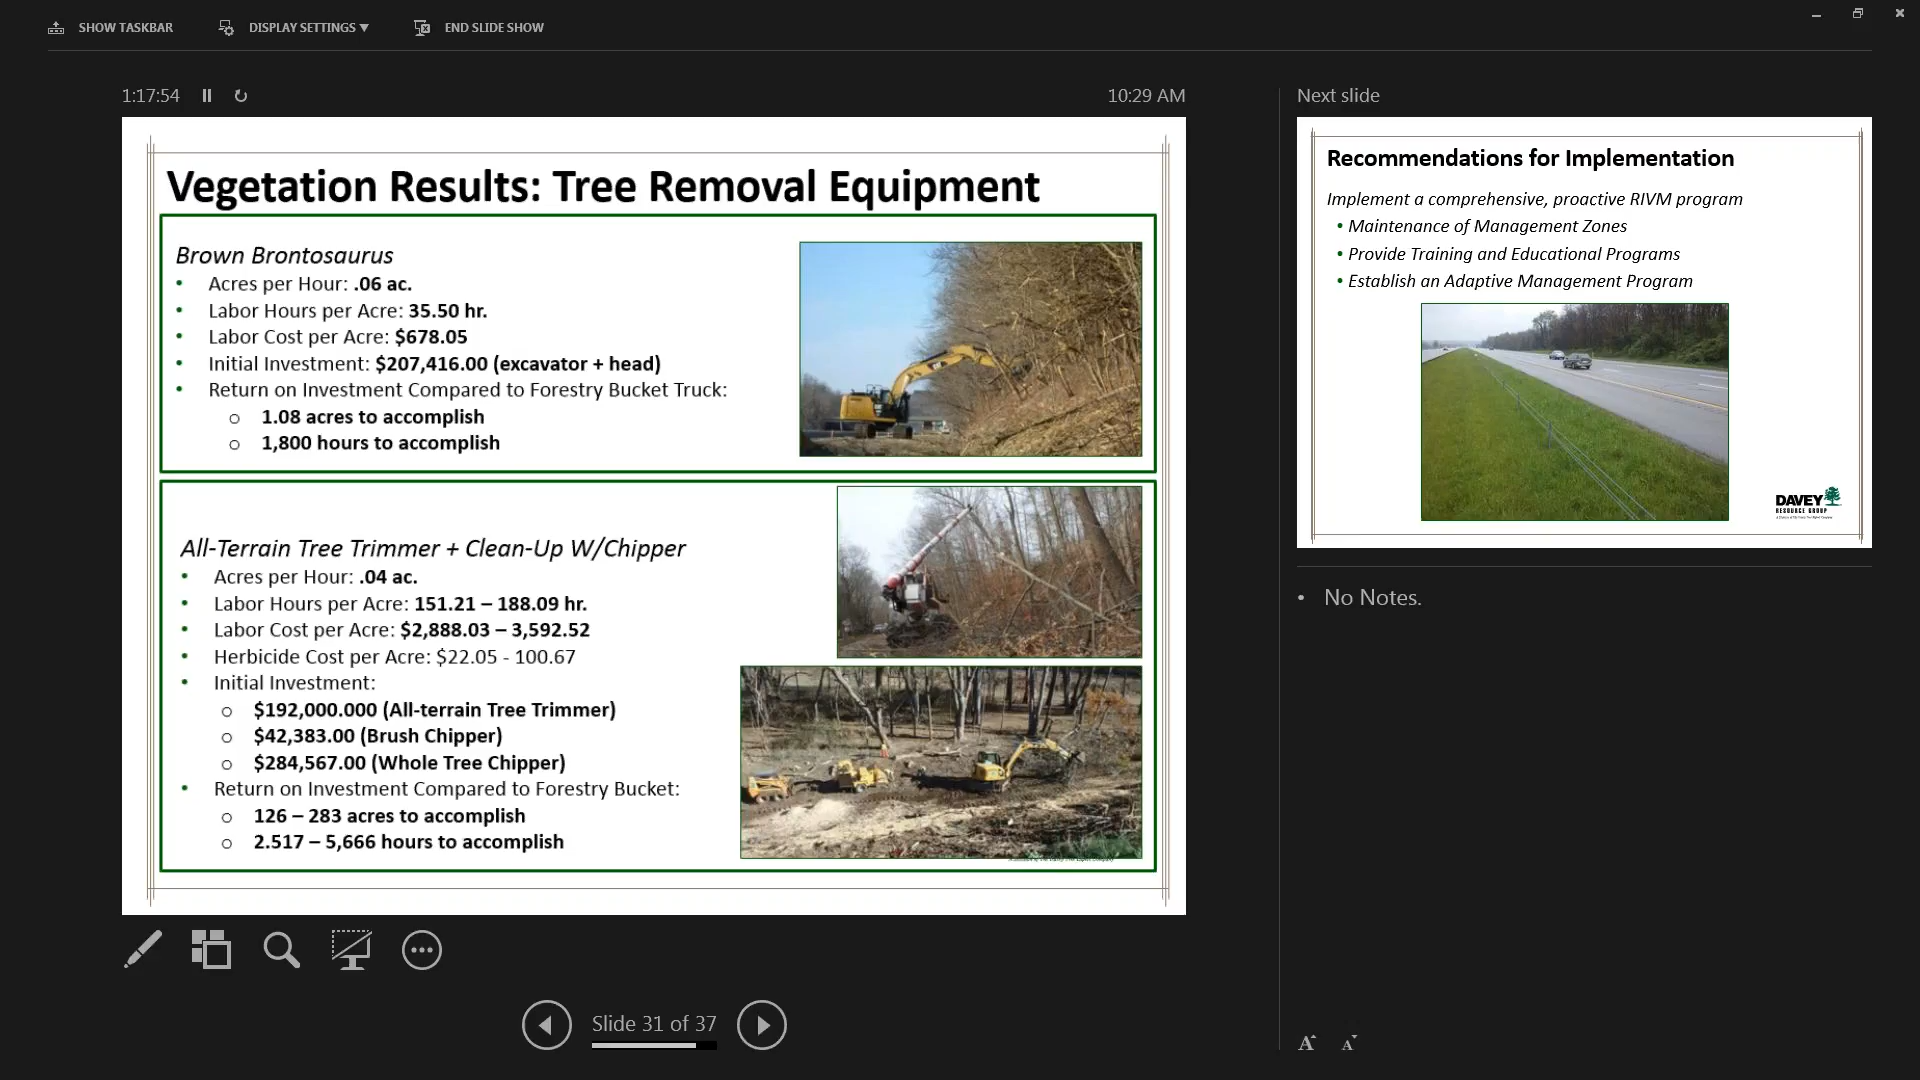 SHOW TASKBAR
DISPLAY SETTINGS ▼
END SLIDE SHOW
1:17:54
10:29 AM
Next slide
Vegetation Results: Tree Removal Equipment
Brown Brontosaurus
• Acres per Hour: .06 ac.
• Labor Hours per Acre: 35.50 hr.
• Labor Cost per Acre: $678.05
• Initial Investment: $207,416.00 (excavator + head)
• Return on Investment Compared to Forestry Bucket Truck:
o 1.08 acres to accomplish
o 1,800 hours to accomplish
All-Terrain Tree Trimmer + Clean-Up W/Chipper
• Acres per Hour: .04 ac.
• Labor Hours per Acre: 151.21 – 188.09 hr.
• Labor Cost per Acre: $2,888.03 – 3,592.52
• Herbicide Cost per Acre: $22.05 - 100.67
• Initial Investment:
o $192,000.000 (All-terrain Tree Trimmer)
o $42,383.00 (Brush Chipper)
o $284,567.00 (Whole Tree Chipper)
• Return on Investment Compared to Forestry Bucket:
o 126 – 283 acres to accomplish
o 2.517 – 5,666 hours to accomplish
Recommendations for Implementation
Implement a comprehensive, proactive RIVM program
• Maintenance of Management Zones
• Provide Training and Educational Programs
• Establish an Adaptive Management Program
DAVEY
RESOURCE GROUP
• No Notes.
Slide 31 of 37
A A